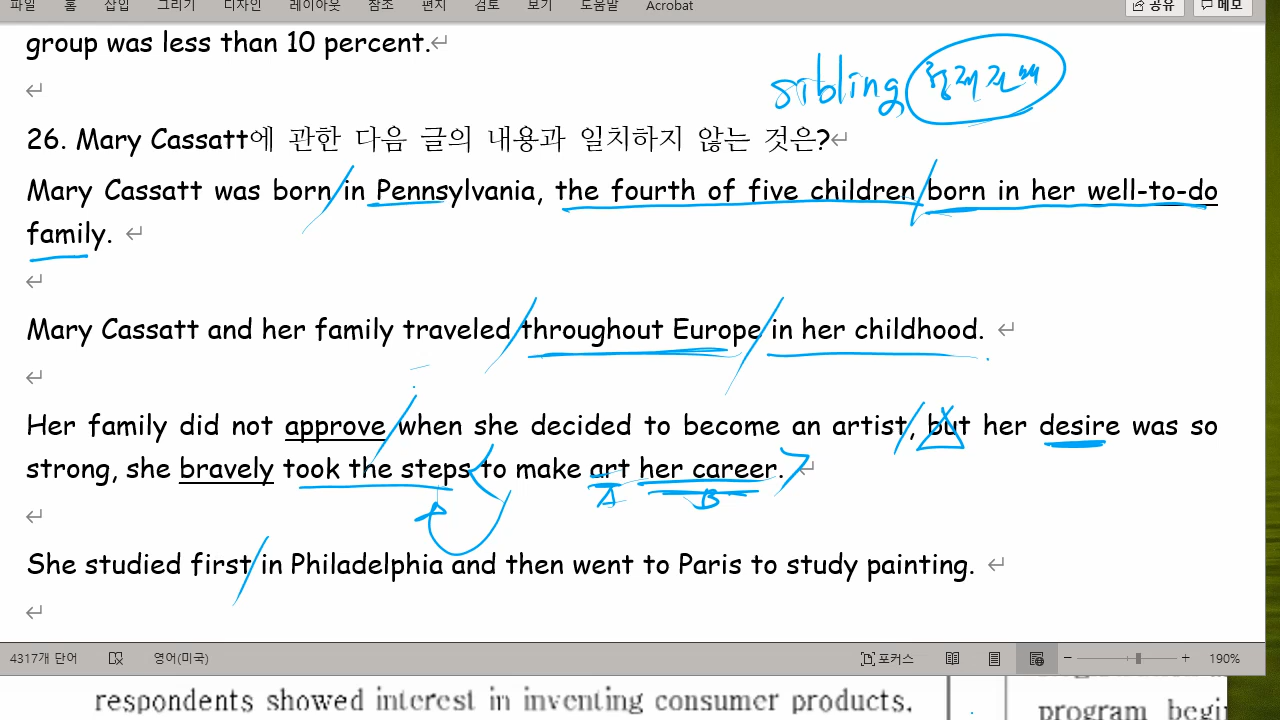 파일 홈 삽입 그리기 디자인 레이아웃 참조 편지 검토 보기 도움말 Acrobat 공유 메모
group was less than 10 percent.
sibling 형제자매
26. Mary Cassatt에 관한 다음 글의 내용과 일치하지 않는 것은?
Mary Cassatt was born in Pennsylvania, the fourth of five children born in her well-to-do
family.
Mary Cassatt and her family traveled throughout Europe in her childhood.
Her family did not approve when she decided to become an artist, but her desire was so
strong, she bravely took the steps to make art her career.
A B
She studied first in Philadelphia and then went to Paris to study painting.
4317개 단어 영어(미국) 포커스 190%
respondents showed interest in inventing consumer products.
program begin